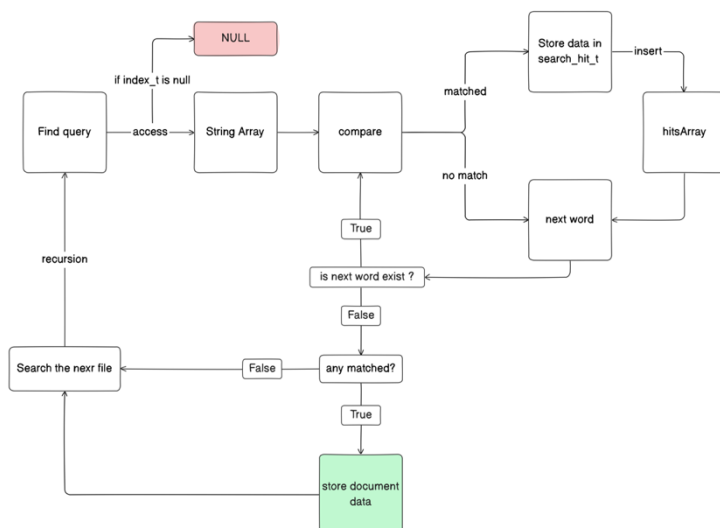 NULL
if index_t is null
Find query
access
String Array
compare
matched
no match
Store data in
search_hit_t
insert
hitsArray
next word
True
is next word exist ?
False
recursion
Search the nexr file
False
any matched?
True
store document
data